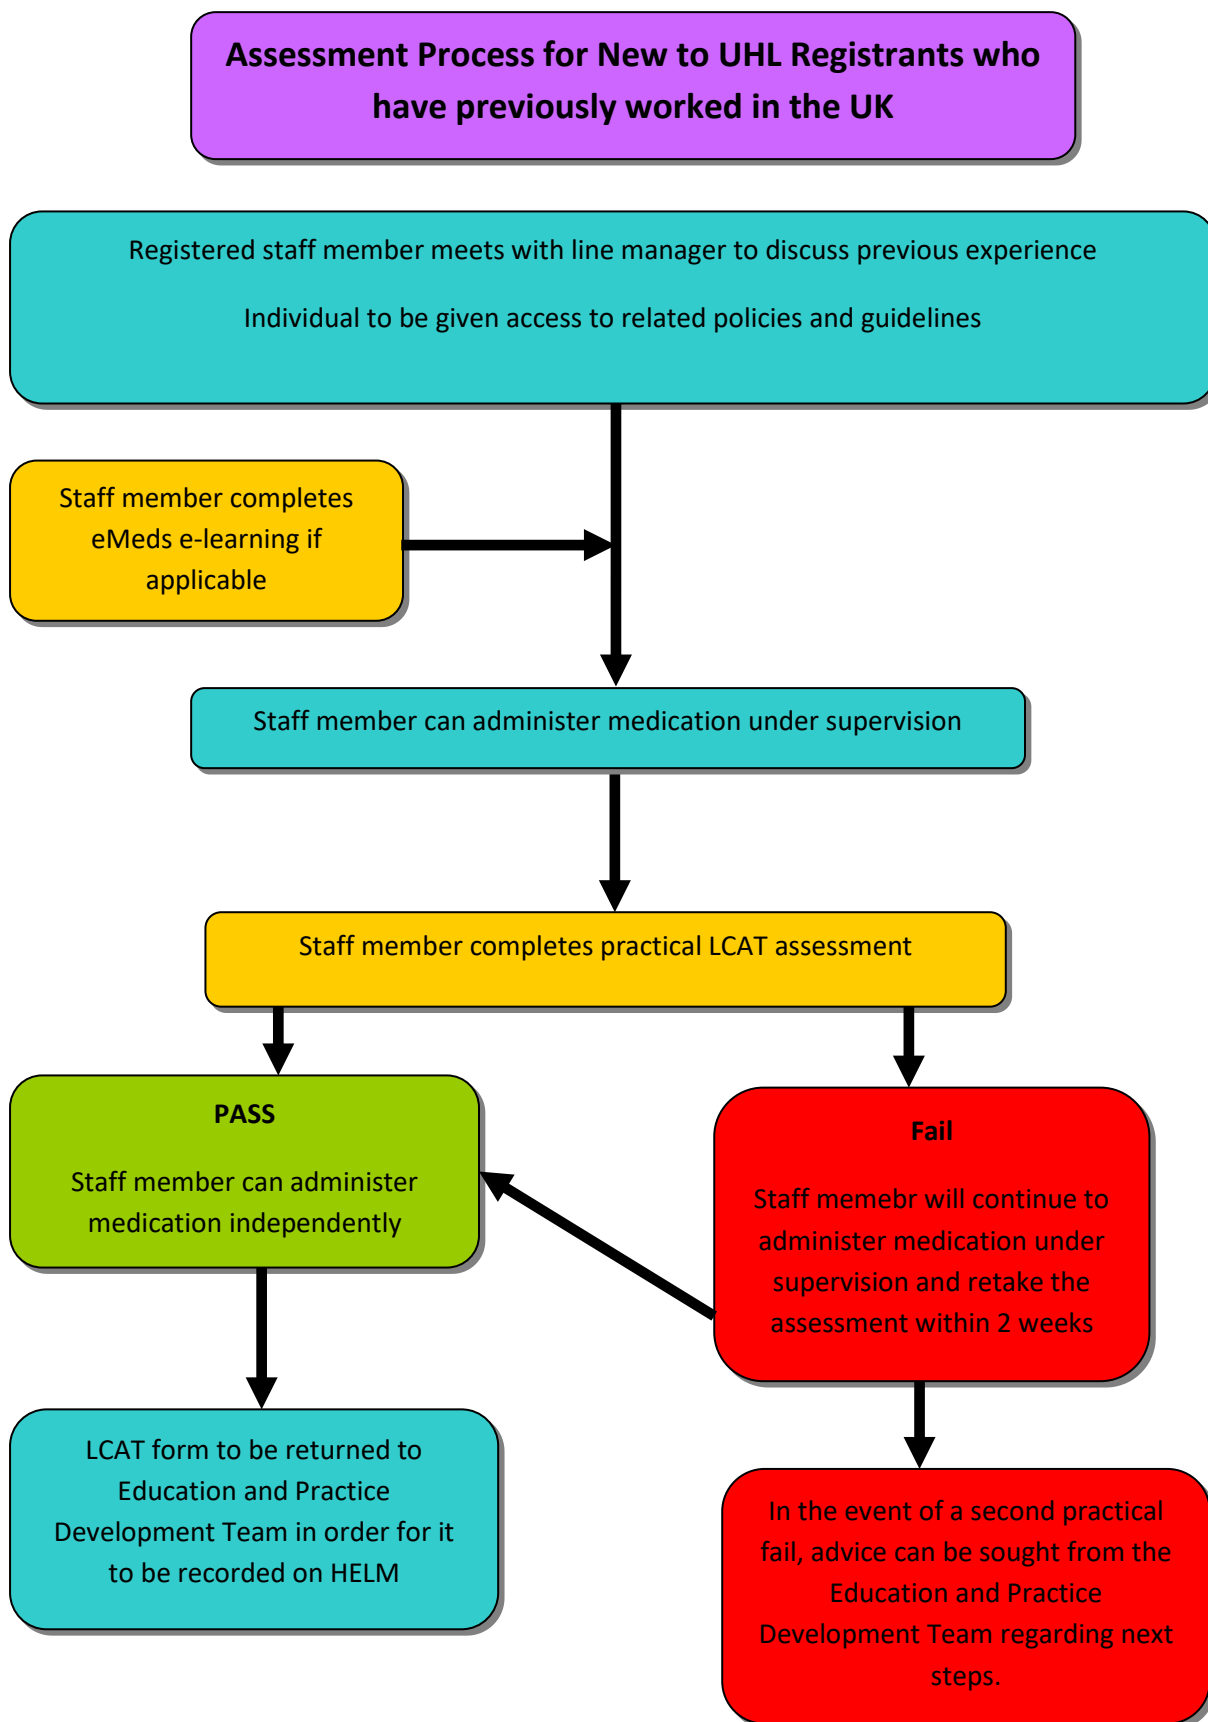 Assessment Process for New to UHL Registrants who
have previously worked in the UK
Registered staff member meets with line manager to discuss previous experience
Individual to be given access to related policies and guidelines
Staff member completes
eMeds e-learning if
applicable
Staff member can administer medication under supervision
Staff member completes practical LCAT assessment
PASS
Staff member can administer
medication independently
Fail
Staff memebr will continue to
administer medication under
supervision and retake the
assessment within 2 weeks
LCAT form to be returned to
Education and Practice
Development Team in order for it
to be recorded on HELM
In the event of a second practical
fail, advice can be sought from the
Education and Practice
Development Team regarding next
steps.